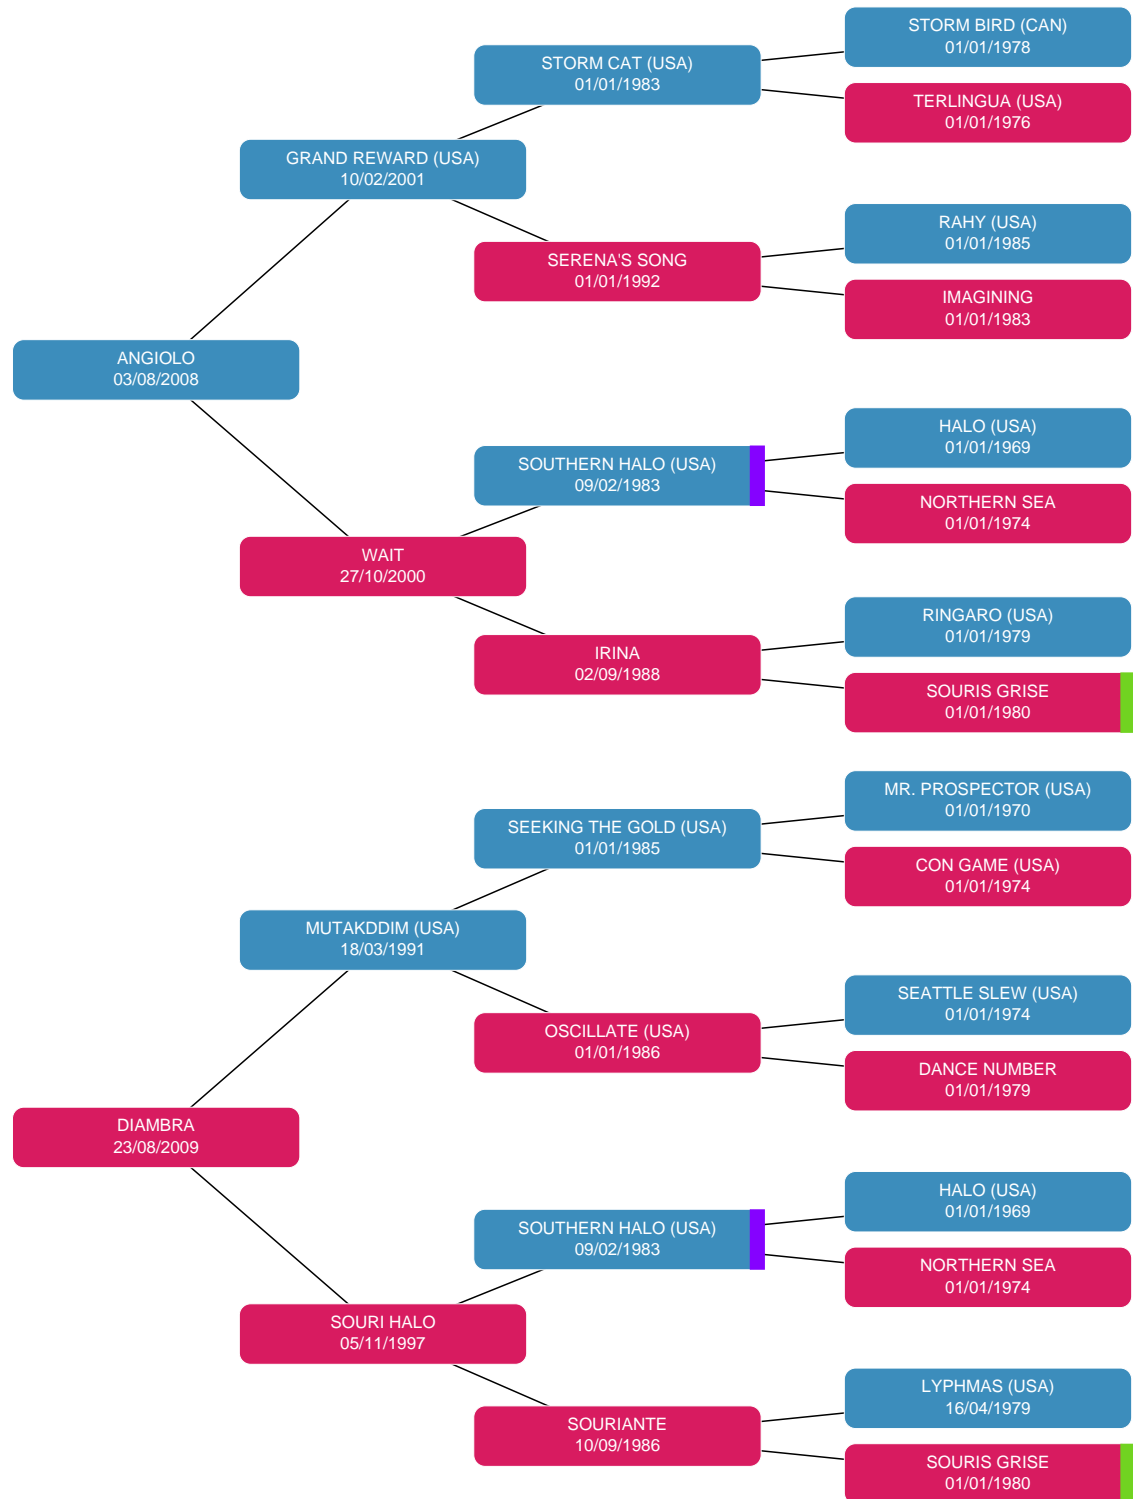 STORM BIRD (CAN)
01/01/1978
STORM CAT (USA)
01/01/1983
TERLINGUA (USA)
01/01/1976
GRAND REWARD (USA)
10/02/2001
RAHY (USA)
01/01/1985
SERENA'S SONG
01/01/1992
IMAGINING
01/01/1983
ANGIOLO
03/08/2008
HALO (USA)
01/01/1969
SOUTHERN HALO (USA)
09/02/1983
NORTHERN SEA
01/01/1974
WAIT
27/10/2000
RINGARO (USA)
01/01/1979
IRINA
02/09/1988
SOURIS GRISE
01/01/1980
MR. PROSPECTOR (USA)
01/01/1970
SEEKING THE GOLD (USA)
01/01/1985
CON GAME (USA)
01/01/1974
MUTAKDDIM (USA)
18/03/1991
SEATTLE SLEW (USA)
01/01/1974
OSCILLATE (USA)
01/01/1986
DANCE NUMBER
01/01/1979
DIAMBRA
23/08/2009
HALO (USA)
01/01/1969
SOUTHERN HALO (USA)
09/02/1983
NORTHERN SEA
01/01/1974
SOURI HALO
05/11/1997
LYPHMAS (USA)
16/04/1979
SOURIANTE
10/09/1986
SOURIS GRISE
01/01/1980